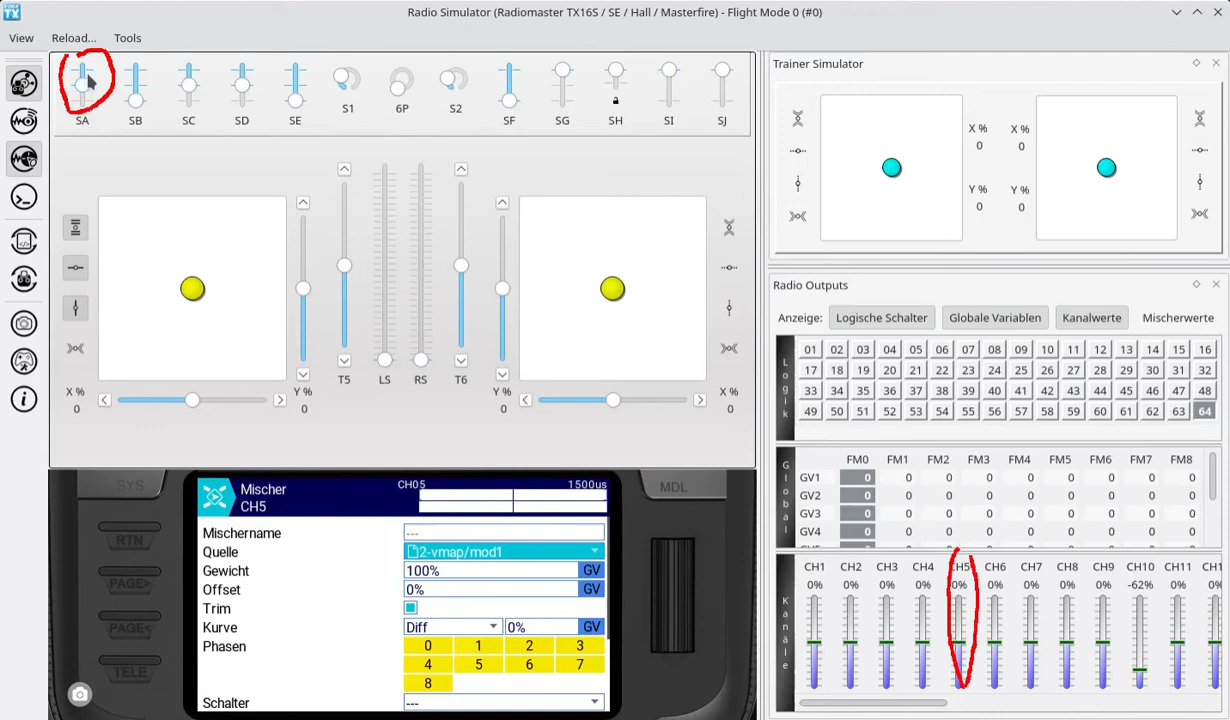 Radio Simulator (Radiomaster TX16S / SE / Hall / Masterfire) - Flight Mode 0 (#0)
View Reload... Tools
SA SB SC SD SE S1 6P S2 SF SG SH SI SJ
X % 0
Y % 0
T5 LS RS T6
Y % 0
X % 0
SYS
RTN
PAGE>
PAGE<
TELE
MDL
Mischer
CH5
CH05 1500us
Mischername ---
Quelle 2-vmap/mod1
Gewicht 100% GV
Offset 0% GV
Trim
Kurve Diff 0% GV
Phasen 0 1 2 3
4 5 6 7
8
Schalter ---
Trainer Simulator
X % X %
0 0
Y % Y %
0 0
Radio Outputs
Anzeige: Logische Schalter Globale Variablen Kanalwerte Mischerwerte
Logik
01 02 03 04 05 06 07 08 09 10 11 12 13 14 15 16
17 18 19 20 21 22 23 24 25 26 27 28 29 30 31 32
33 34 35 36 37 38 39 40 41 42 43 44 45 46 47 48
49 50 51 52 53 54 55 56 57 58 59 60 61 62 63 64
Global
FM0 FM1 FM2 FM3 FM4 FM5 FM6 FM7 FM8
GV1 0 0 0 0 0 0 0 0 0
GV2 0 0 0 0 0 0 0 0 0
GV3 0 0 0 0 0 0 0 0 0
GV4 0 0 0 0 0 0 0 0 0
Kanäle
CH1 CH2 CH3 CH4 CH5 CH6 CH7 CH8 CH9 CH10 CH11
0% 0% 0% 0% 0% 0% 0% 0% 0% -62% 0%